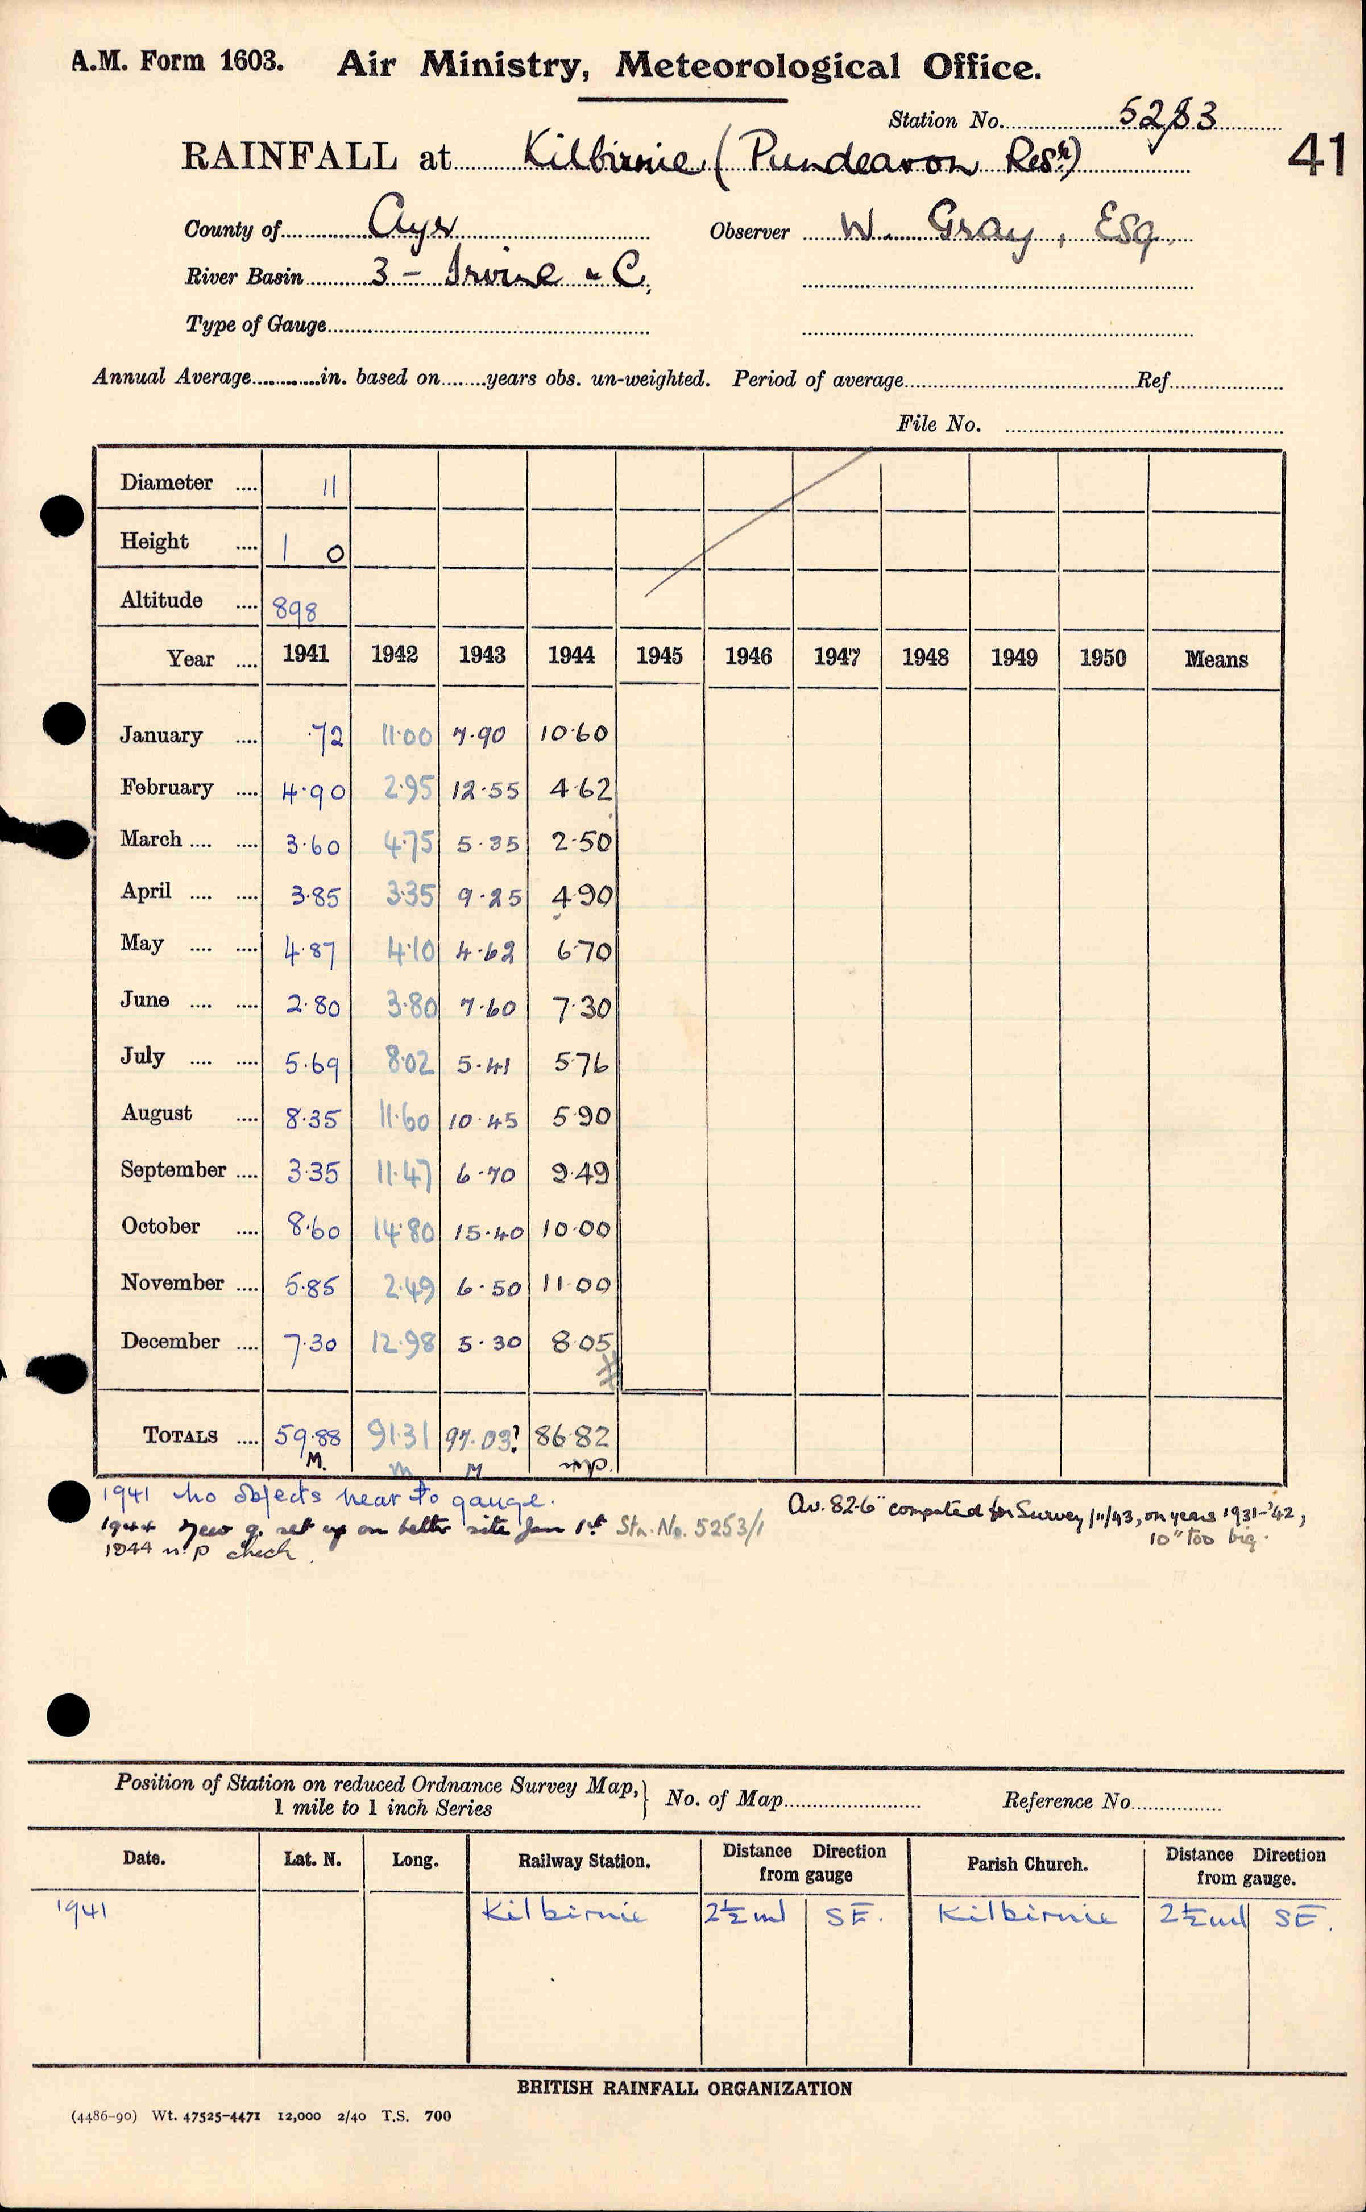 A.M. Form 1603. Air Ministry, Meteorological Office.
Station No. 5253
RAINFALL at Kilbirnie (Pundeavon Resr) 41
County of Ayr Observer W. Gray, Esq.
River Basin 3 - Irvine & C.
Type of Gauge
Annual Average in. based on years obs. un-weighted. Period of average Ref
File No.
Diameter .... 11
Height .... 1 0
Altitude .... 898
Year .... 1941 1942 1943 1944 1945 1946 1947 1948 1949 1950 Means
January .... ·72 11·00 7·90 10·60
February .... 4·90 2·95 12·55 4·62
March .... .... 3·60 4·75 5·35 2·50
April .... .... 3·85 3·35 9·25 4·90
May .... .... 4·87 4·10 4·62 6·70
June .... .... 2·80 3·80 7·60 7·30
July .... .... 5·69 8·02 5·41 5·76
August .... 8·35 11·60 10·45 5·90
September .... 3·35 11·47 6·70 9·49
October .... 8·60 14·80 15·40 10·00
November .... 5·85 2·49 6·50 11·00
December .... 7·30 12·98 5·30 8·05
TOTALS .... 59·88 91·31 97·03? 86·82
M. m M mp.
1941 no objects near to gauge.
1944 New g. set up on better site Jan 1st Stn. No. 5253/1
1944 n.p check.
Av. 82·6" computed for Survey /11/43, on years 1931-'42,
10" too big.
Position of Station on reduced Ordnance Survey Map,
1 mile to 1 inch Series
No. of Map Reference No.
Date. Lat. N. Long. Railway Station. Distance Direction from gauge Parish Church. Distance Direction from gauge.
1941 Kilbirnie 2½ ml SE. Kilbirnie 2½ ml SE.
BRITISH RAINFALL ORGANIZATION
(4486-90) Wt. 47525-4471 12,000 2/40 T.S. 700